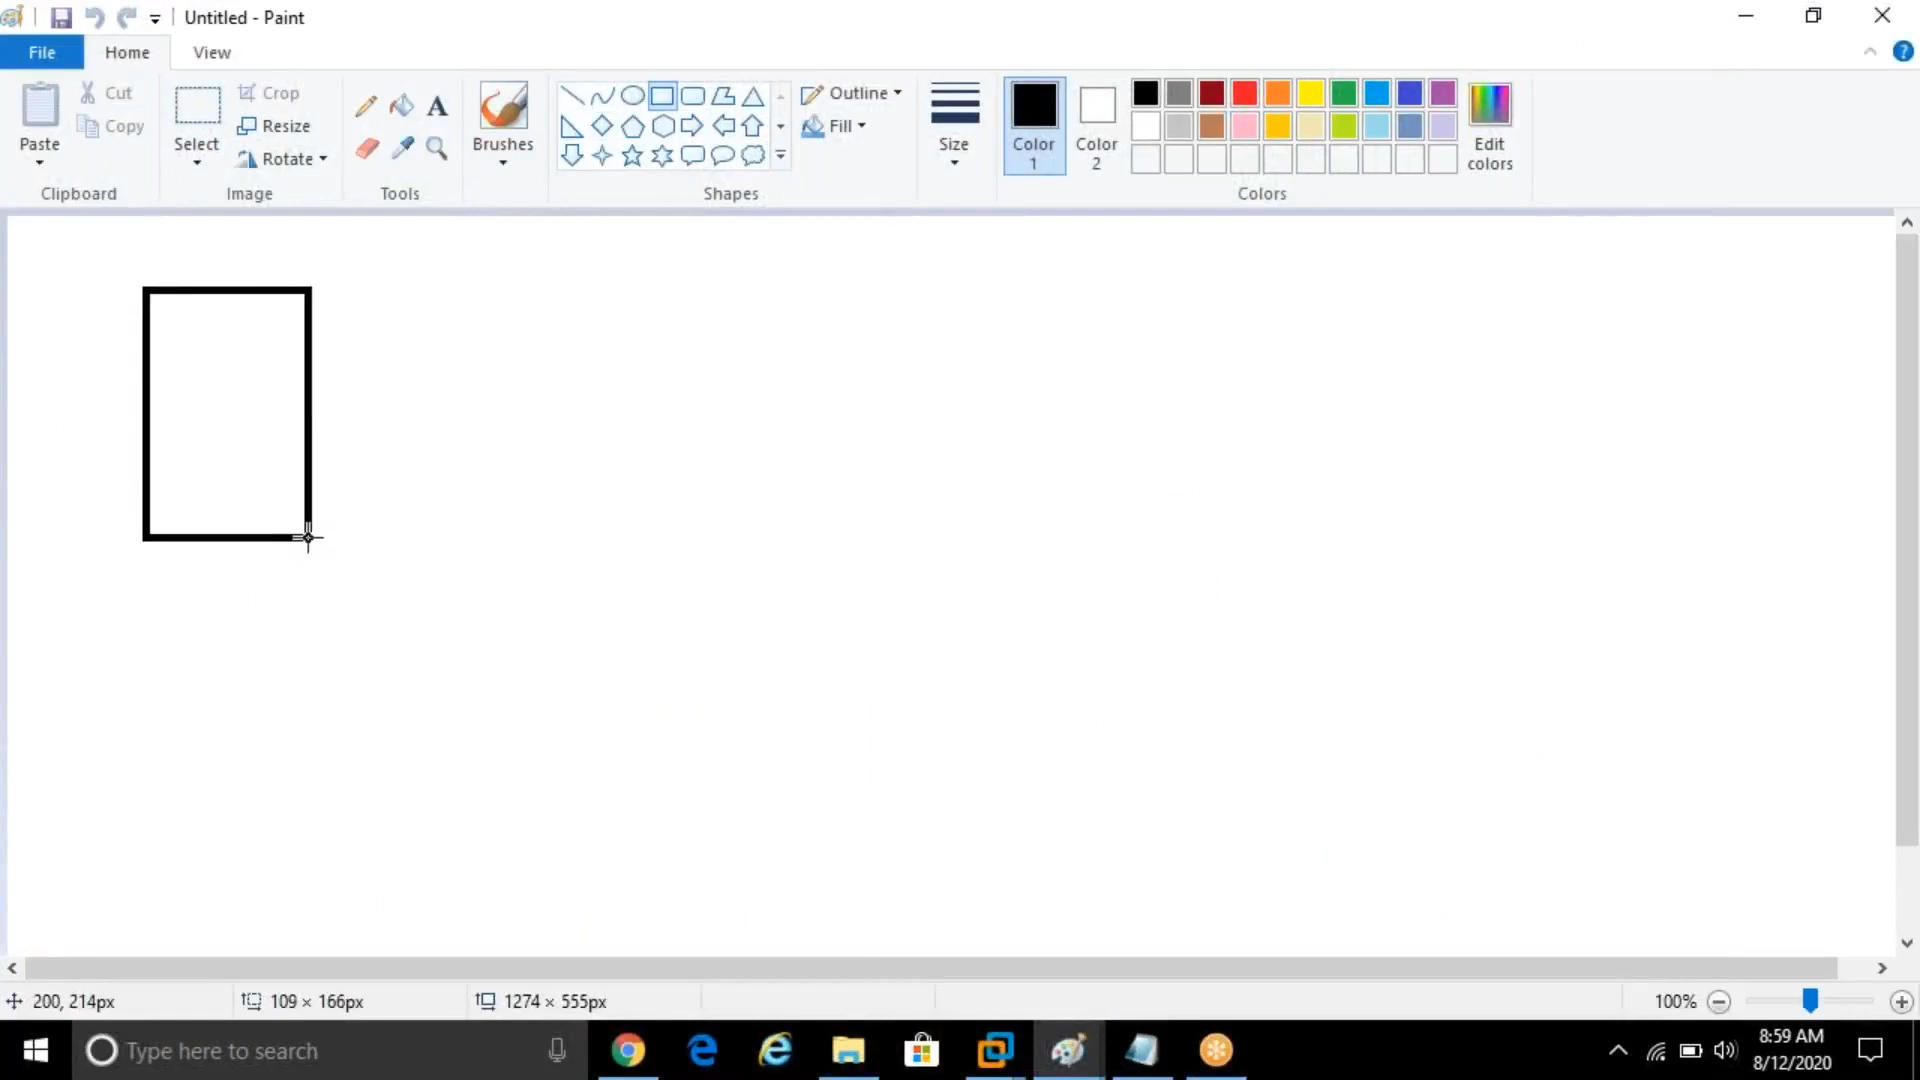 Untitled - Paint
File Home View
Paste
Cut
Copy
Clipboard
Select
Crop
Resize
Rotate
Image
A
Tools
Brushes
Shapes
Outline
Fill
Size
Color 1
Color 2
Edit colors
Colors
200, 214px
109 × 166px
1274 × 555px
100%
Type here to search
8:59 AM
8/12/2020